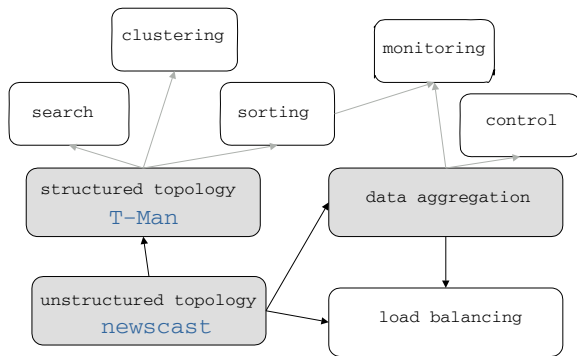 clustering
monitoring
search
sorting
control
structured topology
T-Man
data aggregation
unstructured topology
newscast
load balancing